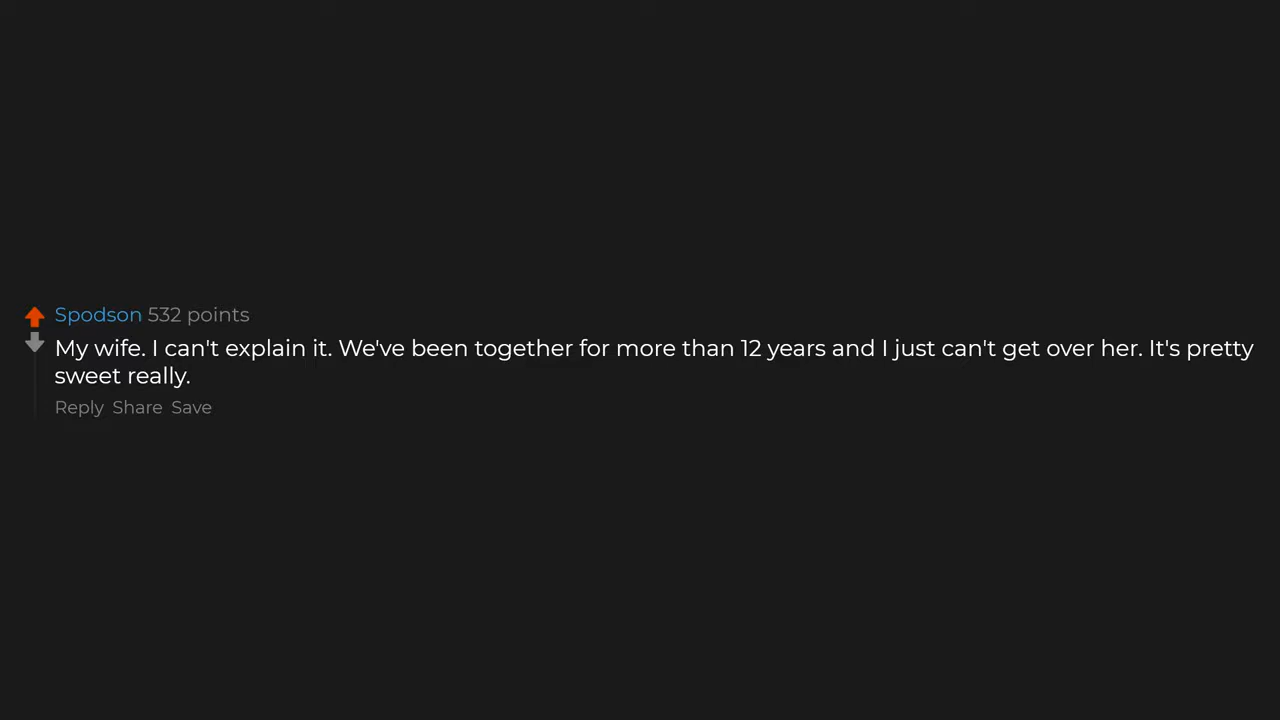 Spodson 532 points
My wife. I can't explain it. We've been together for more than 12 years and I just can't get over her. It's pretty
sweet really.
Reply Share Save